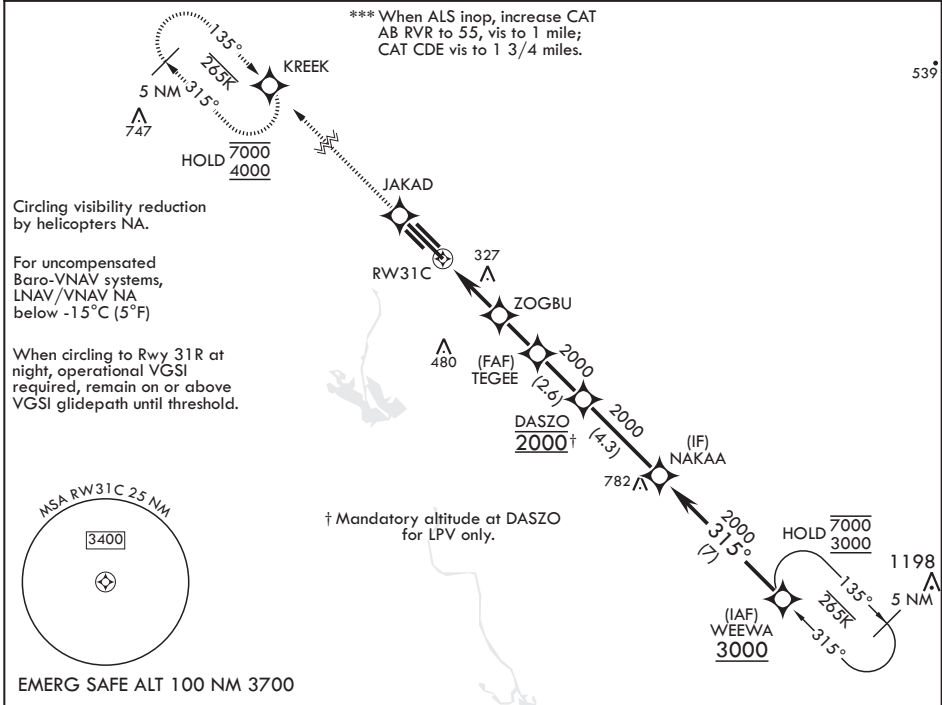 *** When ALS inop, increase CAT
AB RVR to 55, vis to 1 mile;
CAT CDE vis to 1 3/4 miles.
539
135°
265K
315°
5 NM
KREEK
747
HOLD 7000
4000
JAKAD
Circling visibility reduction
by helicopters NA.
RW31C
327
For uncompensated
Baro-VNAV systems,
LNAV/VNAV NA
below -15°C (5°F)
ZOGBU
480
(FAF)
TEGEE
2000
(2.6)
When circling to Rwy 31R at
night, operational VGSI
required, remain on or above
VGSI glidepath until threshold.
DASZO
2000†
2000
(4.3)
(IF)
NAKAA
782
MSA RW31C 25 NM
3400
† Mandatory altitude at DASZO
for LPV only.
2000
315°
(7)
HOLD 7000
3000
1198
135°
265K
315°
5 NM
(IAF)
WEEWA
3000
EMERG SAFE ALT 100 NM 3700